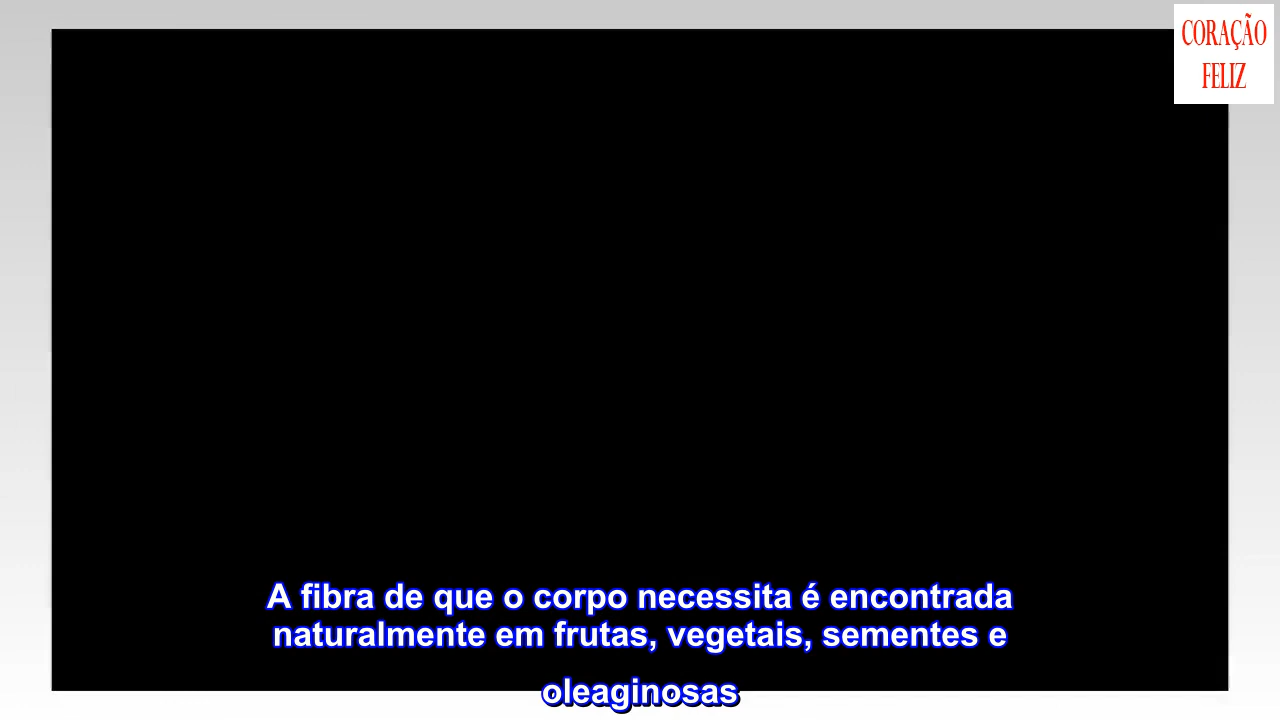 CORAÇÃO
FELIZ
A fibra de que o corpo necessita é encontrada
naturalmente em frutas, vegetais, sementes e
oleaginosas